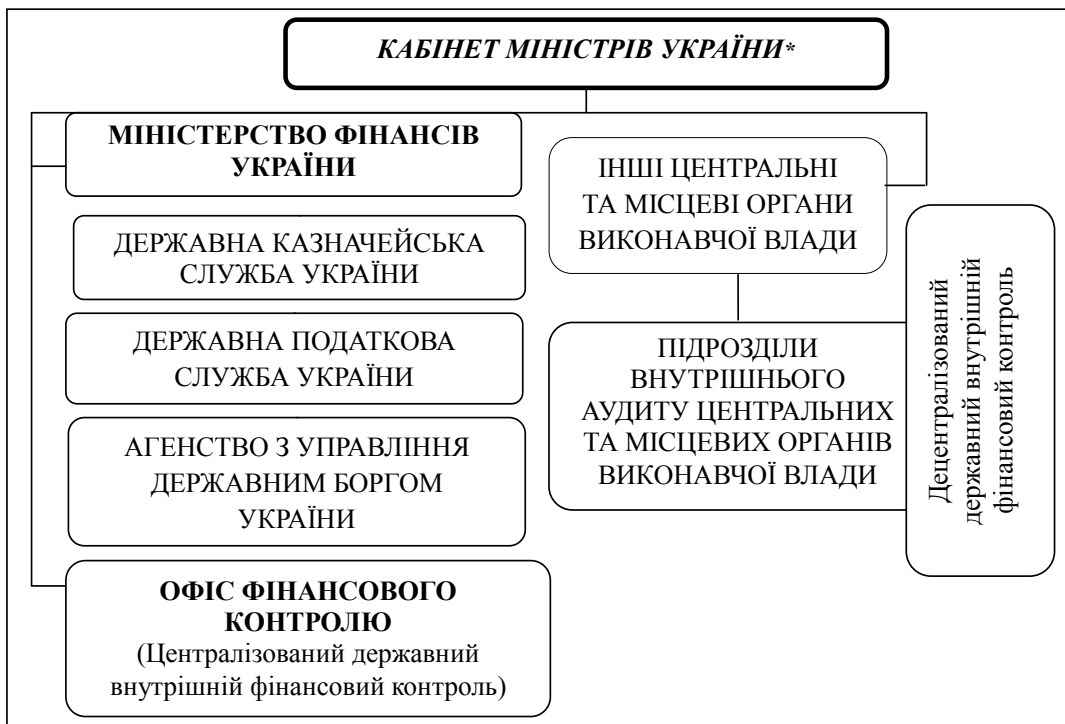 КАБІНЕТ МІНІСТРІВ УКРАЇНИ*
МІНІСТЕРСТВО ФІНАНСІВ
УКРАЇНИ
ДЕРЖАВНА КАЗНАЧЕЙСЬКА
СЛУЖБА УКРАЇНИ
ДЕРЖАВНА ПОДАТКОВА
СЛУЖБА УКРАЇНИ
АГЕНСТВО З УПРАВЛІННЯ
ДЕРЖАВНИМ БОРГОМ
УКРАЇНИ
ОФІС ФІНАНСОВОГО
КОНТРОЛЮ
(Централізований державний
внутрішній фінансовий контроль)
ІНШІ ЦЕНТРАЛЬНІ
ТА МІСЦЕВІ ОРГАНИ
ВИКОНАВЧОЇ ВЛАДИ
ПІДРОЗДІЛИ
ВНУТРІШНЬОГО
АУДИТУ ЦЕНТРАЛЬНИХ
ТА МІСЦЕВИХ ОРГАНІВ
ВИКОНАВЧОЇ ВЛАДИ
Децентралізований
державний внутрішній
фінансовий контроль